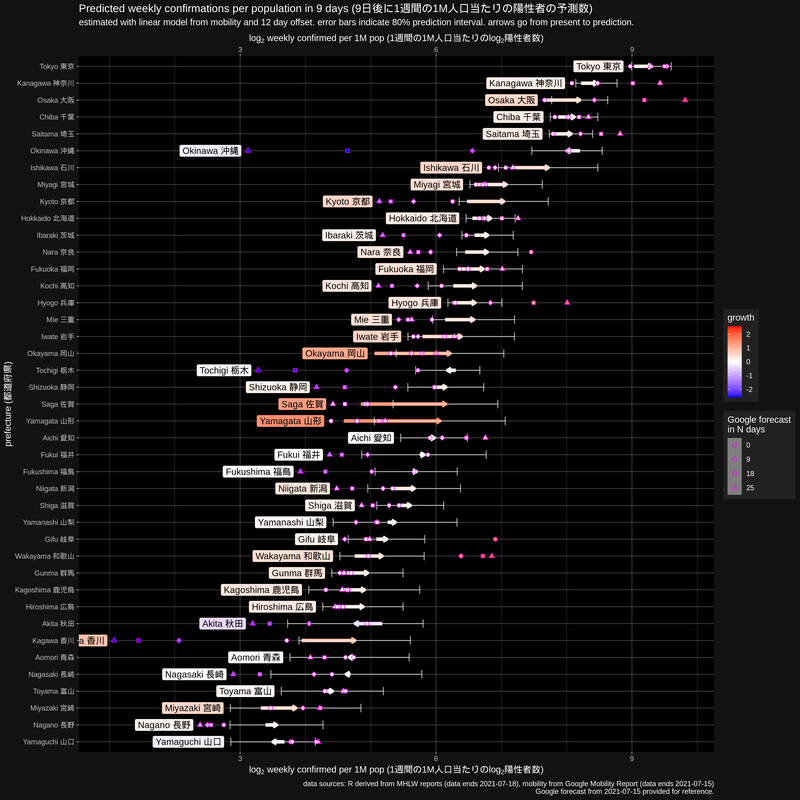 Predicted weekly confirmations per population in 9 days (9日後に1週間の1M人口当たりの陽性者の予測数)
estimated with linear model from mobility and 12 day offset. error bars indicate 80% prediction interval. arrows go from present to prediction.
log2 weekly confirmed per 1M pop (1週間の1M人口当たりのlog2陽性者数)
3 6 9
Tokyo 東京 Tokyo 東京
Kanagawa 神奈川 Kanagawa 神奈川
Osaka 大阪 Osaka 大阪
Chiba 千葉 Chiba 千葉
Saitama 埼玉 Saitama 埼玉
Okinawa 沖縄 Okinawa 沖縄
Ishikawa 石川 Ishikawa 石川
Miyagi 宮城 Miyagi 宮城
Kyoto 京都 Kyoto 京都
Hokkaido 北海道 Hokkaido 北海道
Ibaraki 茨城 Ibaraki 茨城
Nara 奈良 Nara 奈良
Fukuoka 福岡 Fukuoka 福岡
Kochi 高知 Kochi 高知
Hyogo 兵庫 Hyogo 兵庫
Mie 三重 Mie 三重
Iwate 岩手 Iwate 岩手
Okayama 岡山 Okayama 岡山
Tochigi 栃木 Tochigi 栃木
Shizuoka 静岡 Shizuoka 静岡
Saga 佐賀 Saga 佐賀
Yamagata 山形 Yamagata 山形
Aichi 愛知 Aichi 愛知
Fukui 福井 Fukui 福井
Fukushima 福島 Fukushima 福島
Niigata 新潟 Niigata 新潟
Shiga 滋賀 Shiga 滋賀
Yamanashi 山梨 Yamanashi 山梨
Gifu 岐阜 Gifu 岐阜
Wakayama 和歌山 Wakayama 和歌山
Gunma 群馬 Gunma 群馬
Kagoshima 鹿児島 Kagoshima 鹿児島
Hiroshima 広島 Hiroshima 広島
Akita 秋田 Akita 秋田
Kagawa 香川 a 香川
Aomori 青森 Aomori 青森
Nagasaki 長崎 Nagasaki 長崎
Toyama 富山 Toyama 富山
Miyazaki 宮崎 Miyazaki 宮崎
Nagano 長野 Nagano 長野
Yamaguchi 山口 Yamaguchi 山口
prefecture (都道府県)
3 6 9
log2 weekly confirmed per 1M pop (1週間の1M人口当たりのlog2陽性者数)
growth
2
1
0
-1
-2
Google forecast
in N days
0
9
18
25
data sources: R derived from MHLW reports (data ends 2021-07-18), mobility from Google Mobility Report (data ends 2021-07-15)
Google forecast from 2021-07-15 provided for reference.